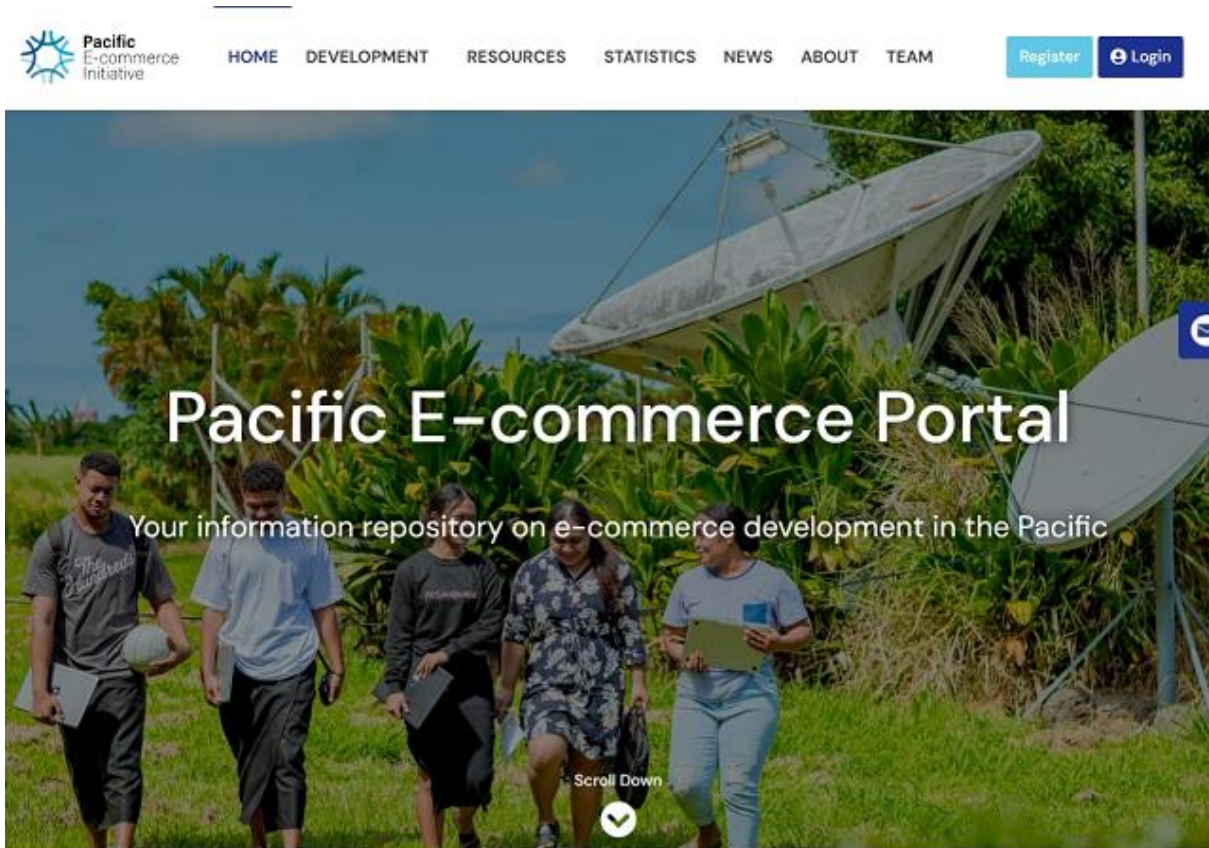 Pacific
E-commerce
Initiative
HOME DEVELOPMENT RESOURCES STATISTICS NEWS ABOUT TEAM
Register Login
Pacific E-commerce Portal
Your information repository on e-commerce development in the Pacific
The
Hundreds
Scroll Down